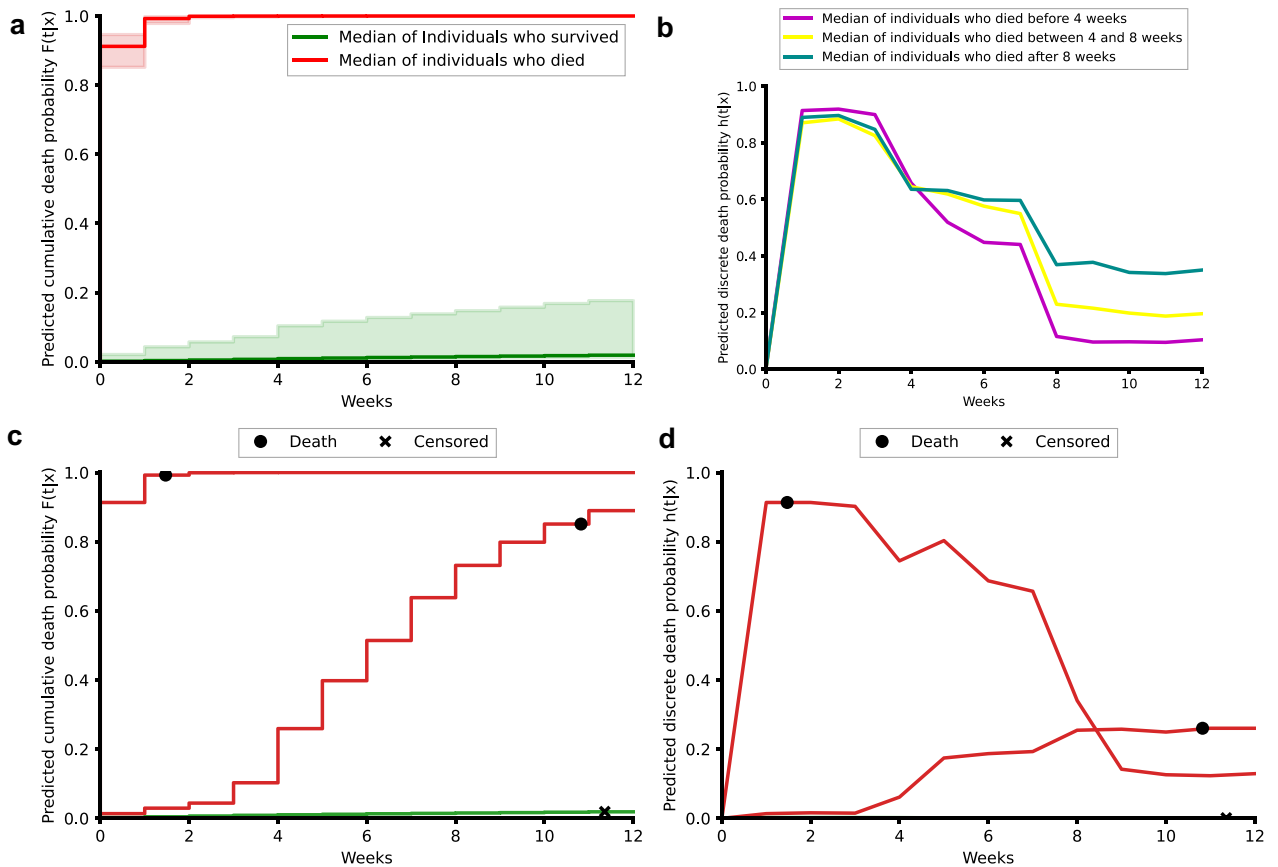 a
Predicted cumulative death probability F(t|x)
1.0
0.8
0.6
0.4
0.2
0.0
Median of Individuals who survived
Median of individuals who died
0 2 4 6 8 10 12
Weeks
b
Median of individuals who died before 4 weeks
Median of individuals who died between 4 and 8 weeks
Median of individuals who died after 8 weeks
Predicted discrete death probability h(t|x)
1.0
0.8
0.6
0.4
0.2
0.0
0 2 4 6 8 10 12
Weeks
c
Death Censored
Predicted cumulative death probability F(t|x)
1.0
0.8
0.6
0.4
0.2
0.0
0 2 4 6 8 10 12
Weeks
d
Death Censored
Predicted discrete death probability h(t|x)
1.0
0.8
0.6
0.4
0.2
0.0
0 2 4 6 8 10 12
Weeks